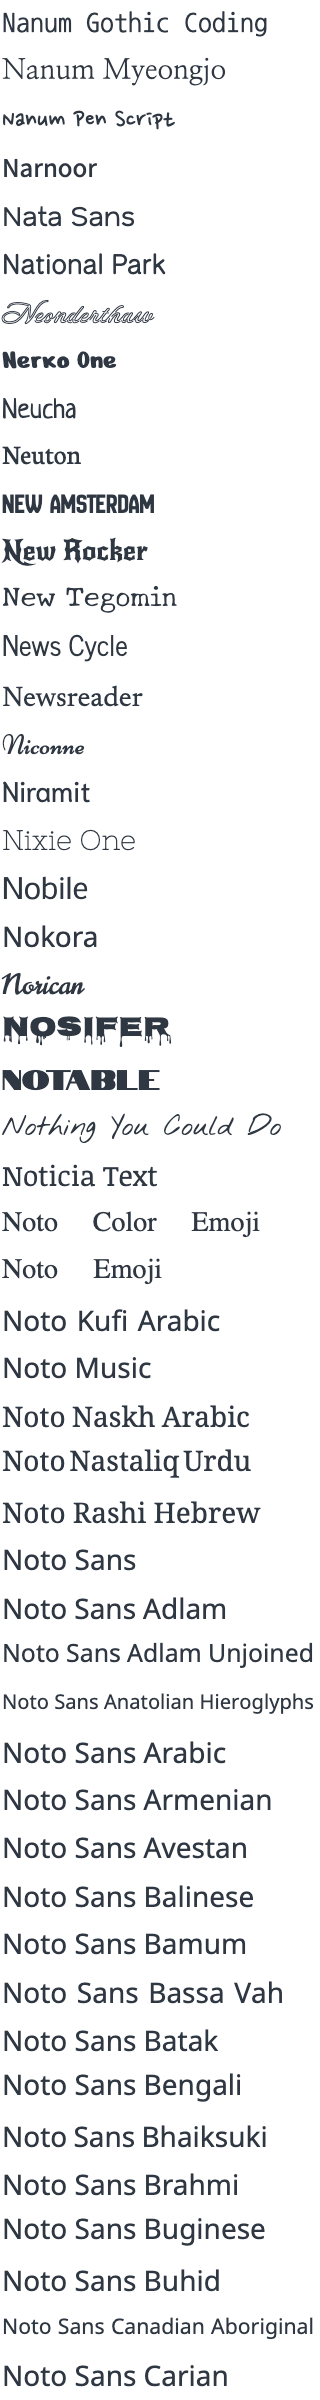 Nanum Gothic Coding
Nanum Myeongjo
Nanum Pen Script
Narnoor
Nata Sans
National Park
Neonderthaw
Nerko One
Neucha
Neuton
NEW AMSTERDAM
New Rocker
New Tegomin
News Cycle
Newsreader
Niconne
Niramit
Nixie One
Nobile
Nokora
Norican
NOSIFER
NOTABLE
Nothing You Could Do
Noticia Text
Noto Color Emoji
Noto Emoji
Noto Kufi Arabic
Noto Music
Noto Naskh Arabic
Noto Nastaliq Urdu
Noto Rashi Hebrew
Noto Sans
Noto Sans Adlam
Noto Sans Adlam Unjoined
Noto Sans Anatolian Hieroglyphs
Noto Sans Arabic
Noto Sans Armenian
Noto Sans Avestan
Noto Sans Balinese
Noto Sans Bamum
Noto Sans Bassa Vah
Noto Sans Batak
Noto Sans Bengali
Noto Sans Bhaiksuki
Noto Sans Brahmi
Noto Sans Buginese
Noto Sans Buhid
Noto Sans Canadian Aboriginal
Noto Sans Carian